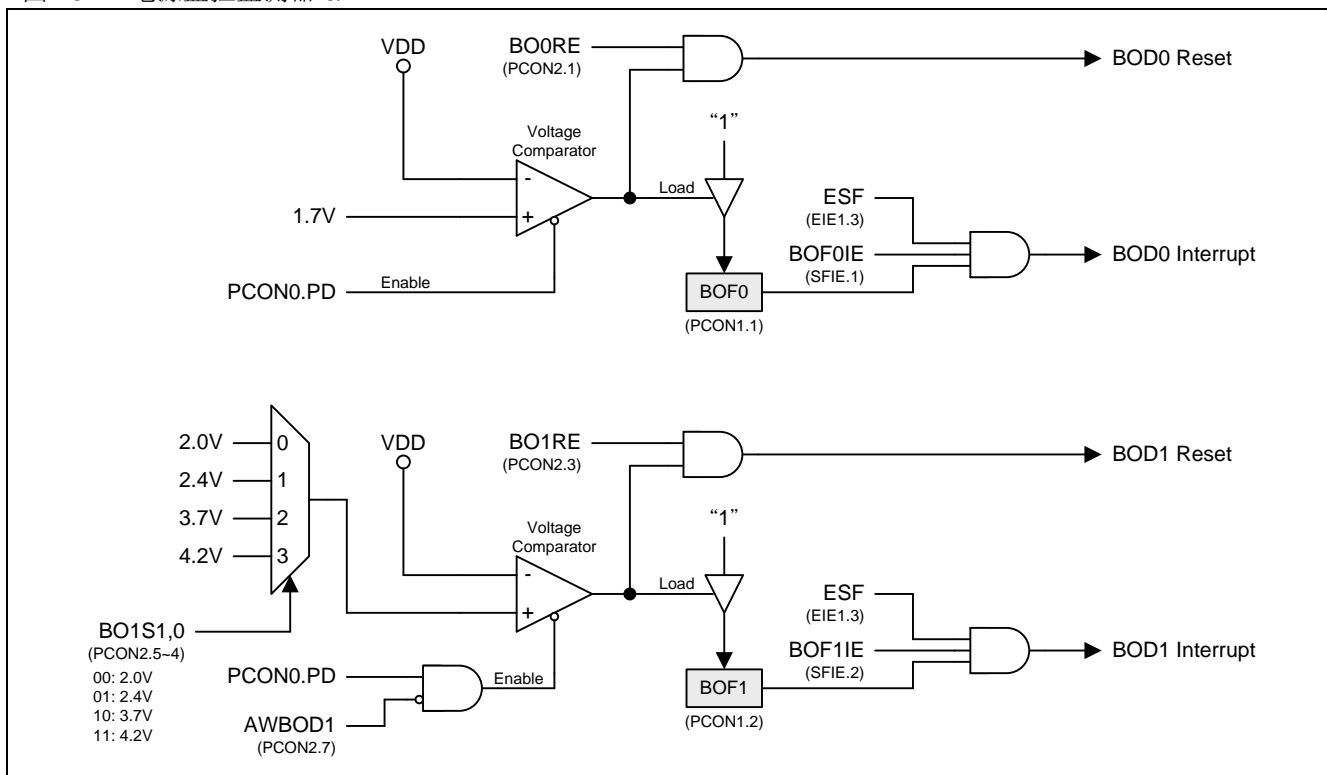 VDD
BO0RE
(PCON2.1)
BOD0 Reset
Voltage
Comparator
“1”
-
+
Load
1.7V
ESF
(EIE1.3)
BOF0IE
(SFIE.1)
BOD0 Interrupt
PCON0.PD
Enable
BOF0
(PCON1.1)
2.0V
0
2.4V
1
3.7V
2
4.2V
3
VDD
BO1RE
(PCON2.3)
BOD1 Reset
Voltage
Comparator
“1”
-
+
Load
BO1S1,0
(PCON2.5~4)
00: 2.0V
01: 2.4V
10: 3.7V
11: 4.2V
PCON0.PD
Enable
AWBOD1
(PCON2.7)
ESF
(EIE1.3)
BOF1IE
(SFIE.2)
BOD1 Interrupt
BOF1
(PCON1.2)